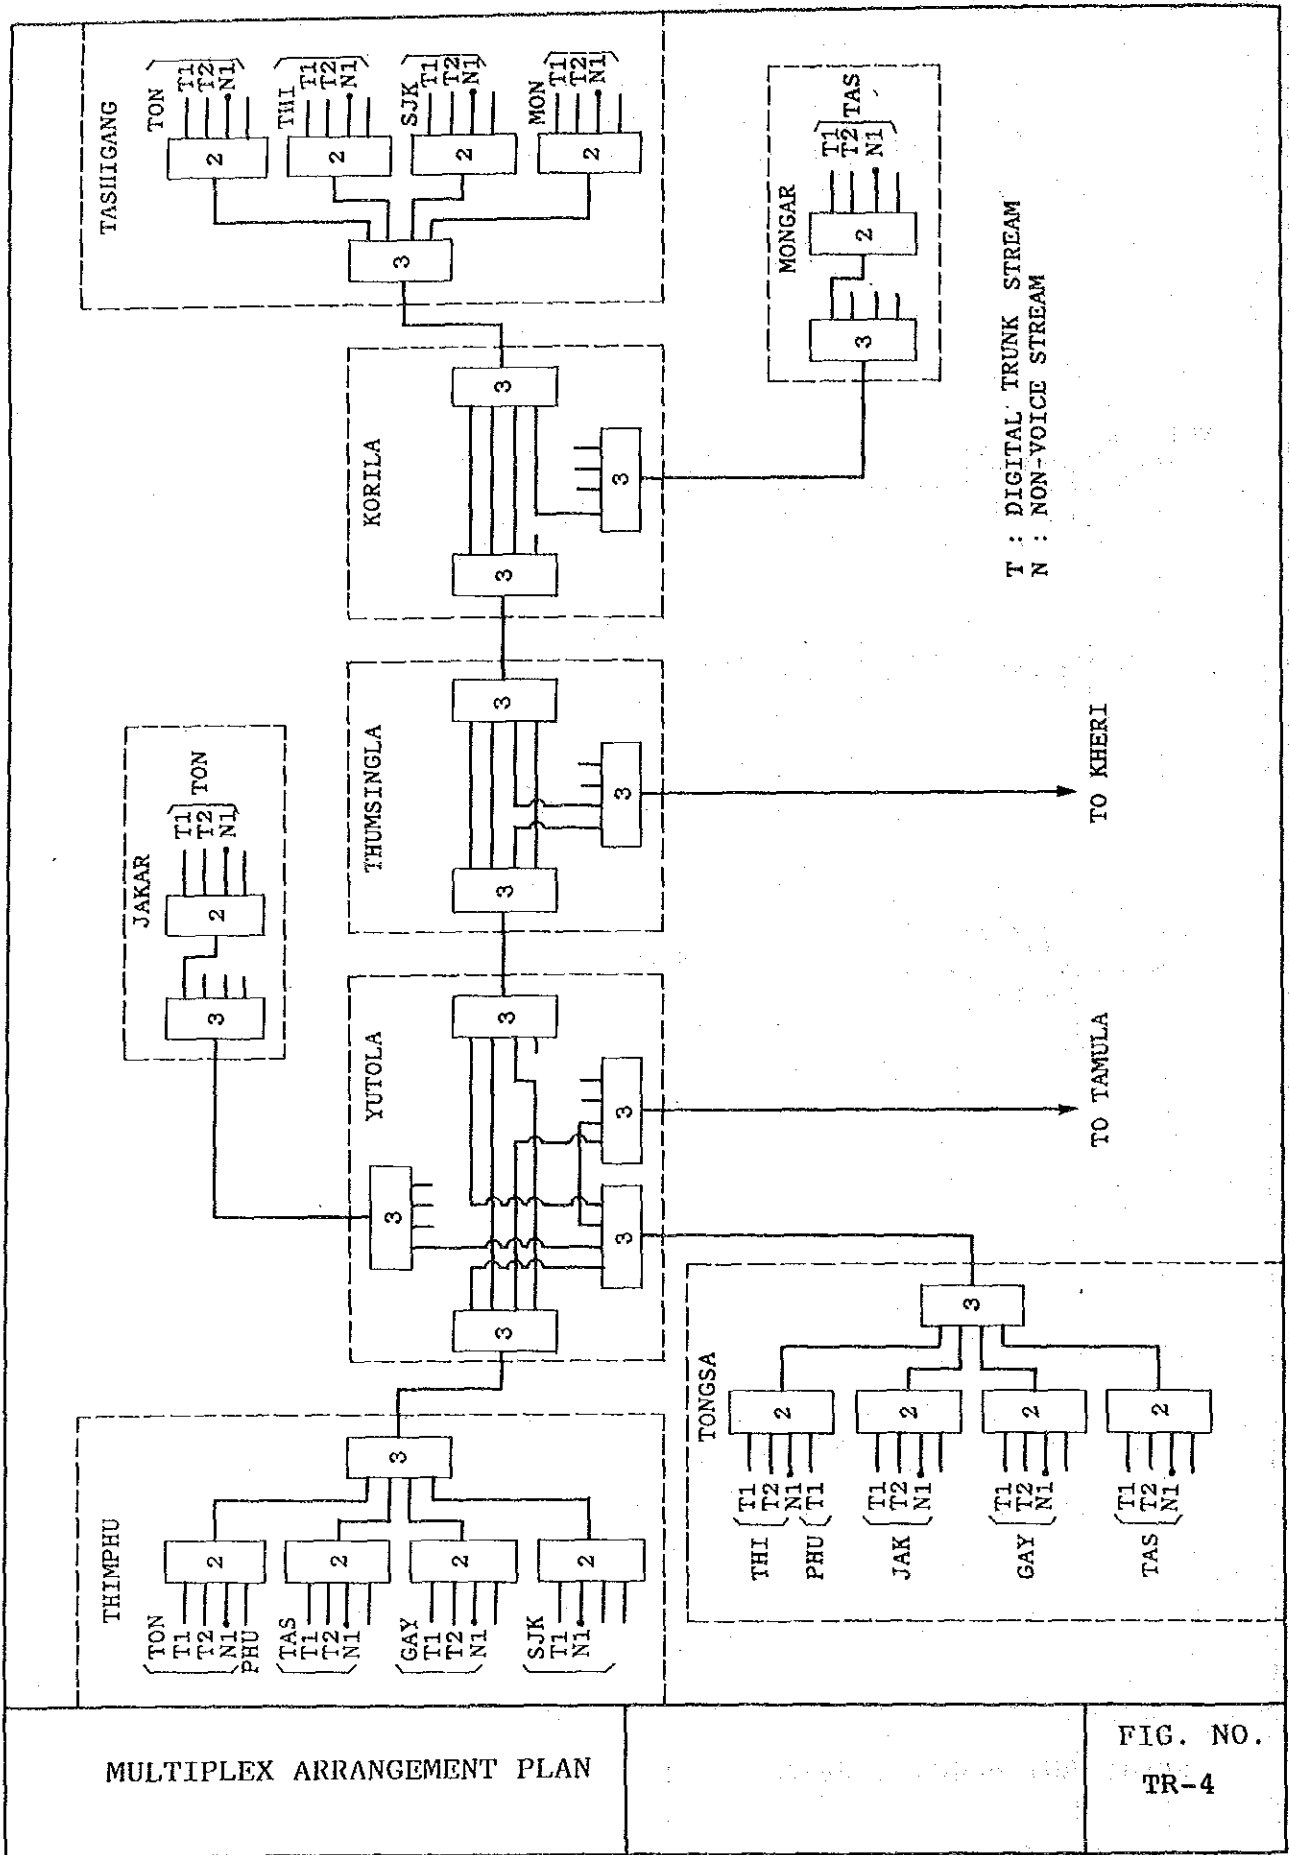 THIMPHU
TON
T1
T2
N1
PHU
2
TAS
T1
T2
N1
2
GAY
T1
T2
N1
2
SJK
T1
N1
2
3
JAKAR
3
2
T1
T2
N1
TON
YUTOLA
3
3
3
3
3
THUMSINGLA
3
3
3
KORILA
3
3
3
TASHIGANG
3
2
TON
T1
T2
N1
2
THI
T1
T2
N1
2
SJK
T1
T2
N1
2
MON
T1
T2
N1
TONGSA
THI
T1
T2
N1
PHU
T1
2
JAK
T1
T2
N1
2
GAY
T1
T2
N1
2
TAS
T1
T2
N1
2
3
TO TAMULA
TO KHERI
MONGAR
3
2
T1
T2
N1
TAS
T : DIGITAL TRUNK STREAM
N : NON-VOICE STREAM
MULTIPLEX ARRANGEMENT PLAN
FIG. NO.
TR-4